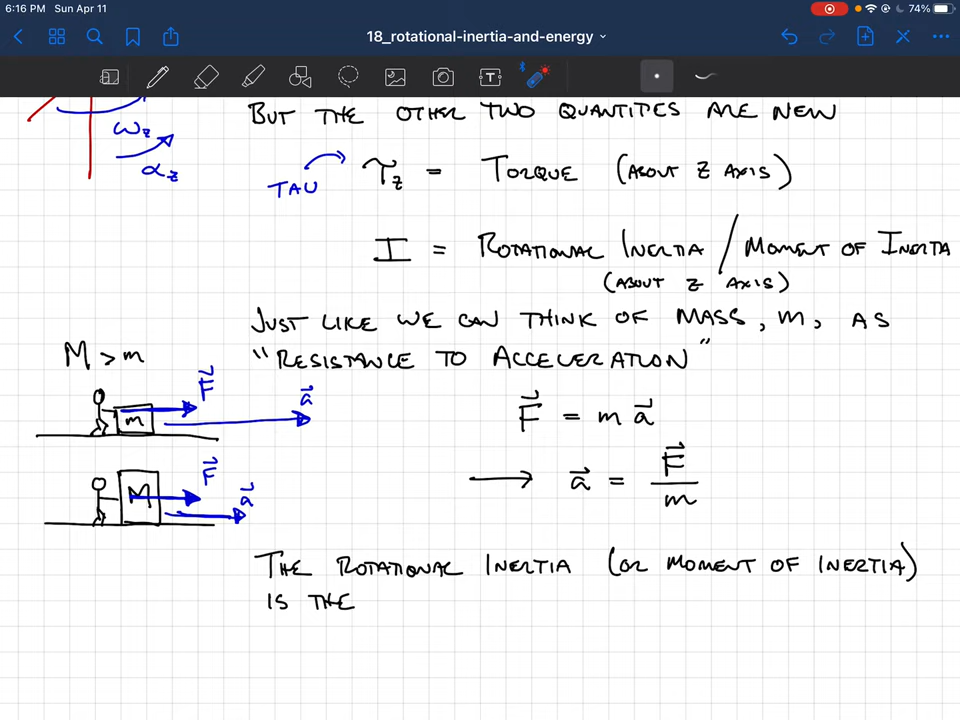 6:16 PM Sun Apr 11
74%
18_rotational-inertia-and-energy
T
ωz
αz
BUT THE OTHER TWO QUANTITES ARE NEW
TAU
τz = TORQUE (ABOUT Z AXIS)
I = ROTATIONAL INERTIA / MOMENT OF INERTIA
(ABOUT Z AXIS)
JUST LIKE WE CAN THINK OF MASS, m, AS
"RESISTANCE TO ACCELERATION"
M > m
F⃗
a⃗
m
F⃗ = m a⃗
F⃗
a⃗
M
⟶ a⃗ = F⃗ / m
THE ROTATIONAL INERTIA (OR MOMENT OF INERTIA)
IS THE